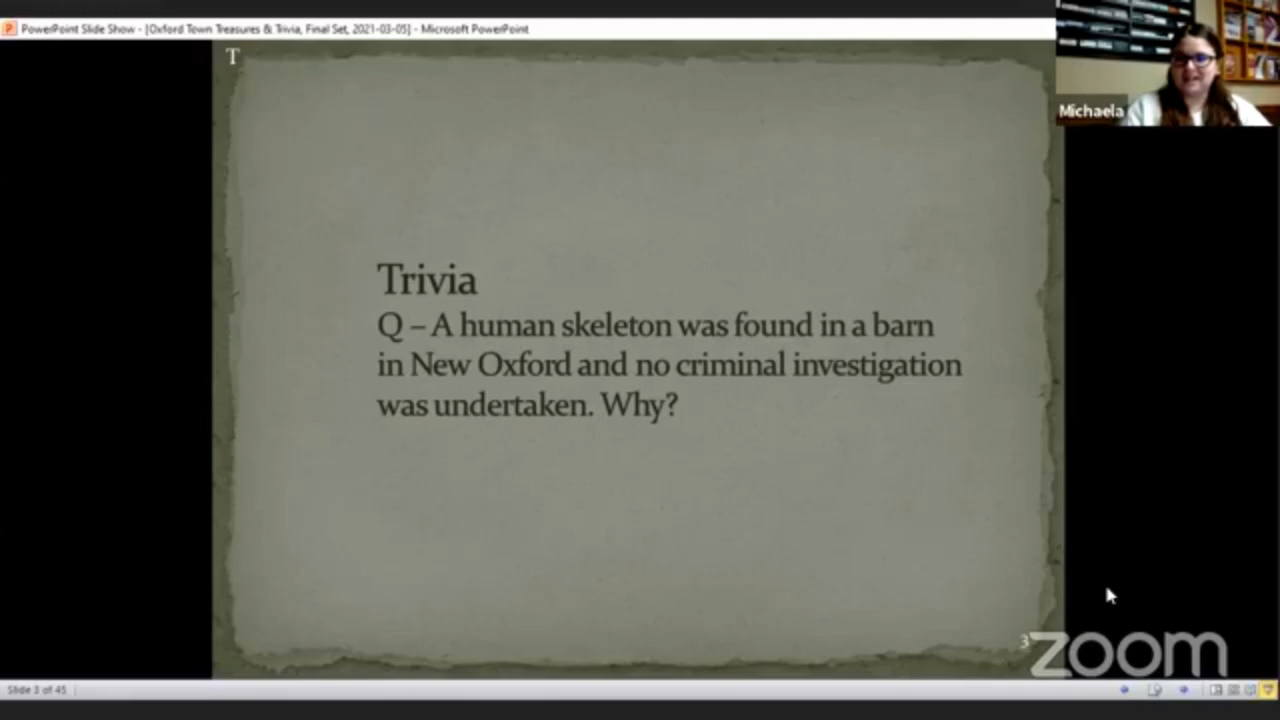 PowerPoint Slide Show - [Oxford Town Treasures & Trivia, Final Set, 2021-03-05] - Microsoft PowerPoint
T
Michaela
Trivia
Q – A human skeleton was found in a barn
in New Oxford and no criminal investigation
was undertaken. Why?
3
zoom
Slide 3 of 45